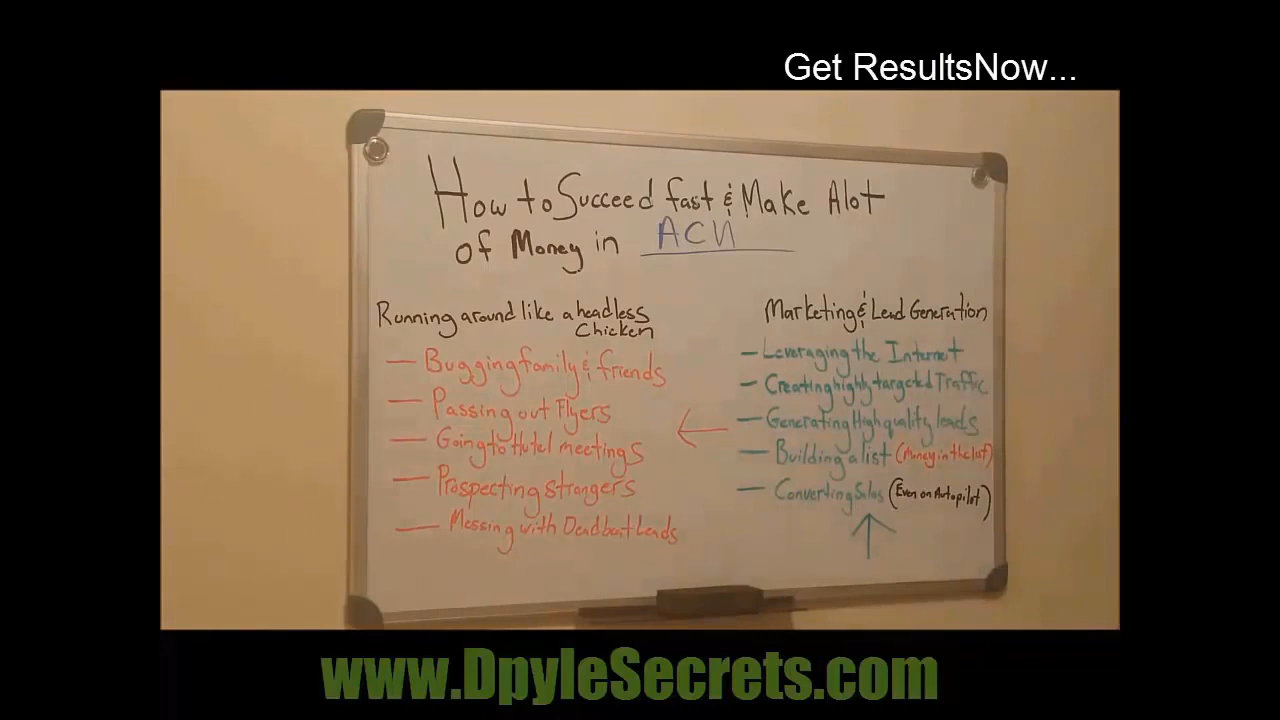 Get ResultsNow...
How to Succeed fast & Make Alot
of Money in ACN
Running around like a headless
Chicken
— Bugging family & friends
— Passing out Flyers
— Going to Hotel meetings
— Prospecting Strangers
— Messing with Deadbeat Leads
Marketing & Lead Generation
— Leveraging the Internet
— Creating highly targeted Traffic
— Generating High quality leads
— Building a list (Money in the list)
— Converting Sales (Even on Autopilot)
www.DpyleSecrets.com